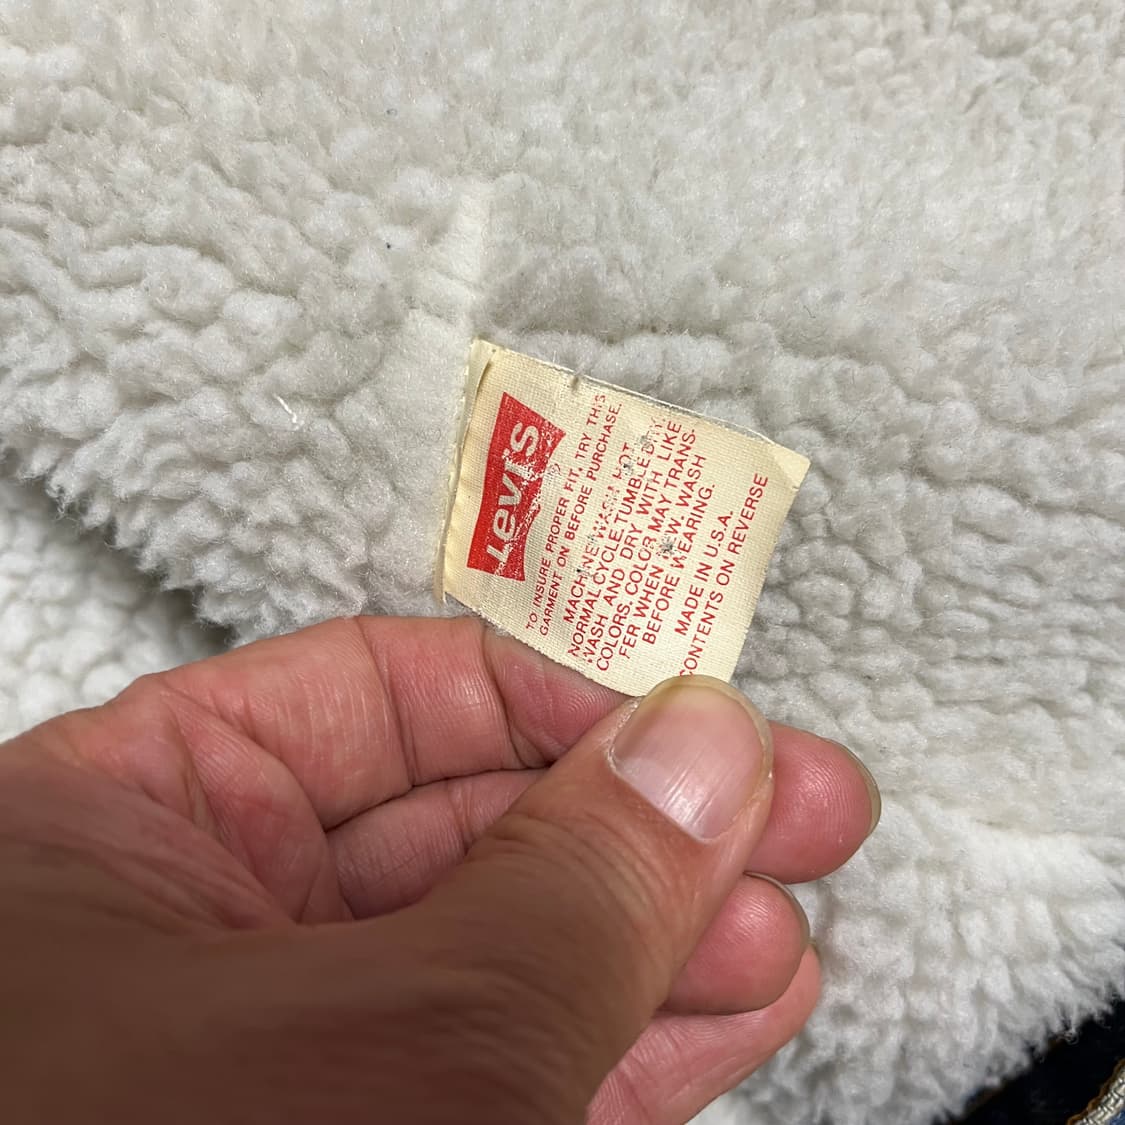 Levi's
TO INSURE PROPER FIT, TRY THIS
GARMENT ON BEFORE PURCHASE.
MACHINE WASH HOT
NORMAL CYCLE. TUMBLE DRY.
WASH AND DRY WITH LIKE
COLORS. COLOR MAY TRANS-
FER WHEN NEW. WASH
BEFORE WEARING.
MADE IN U.S.A.
CONTENTS ON REVERSE